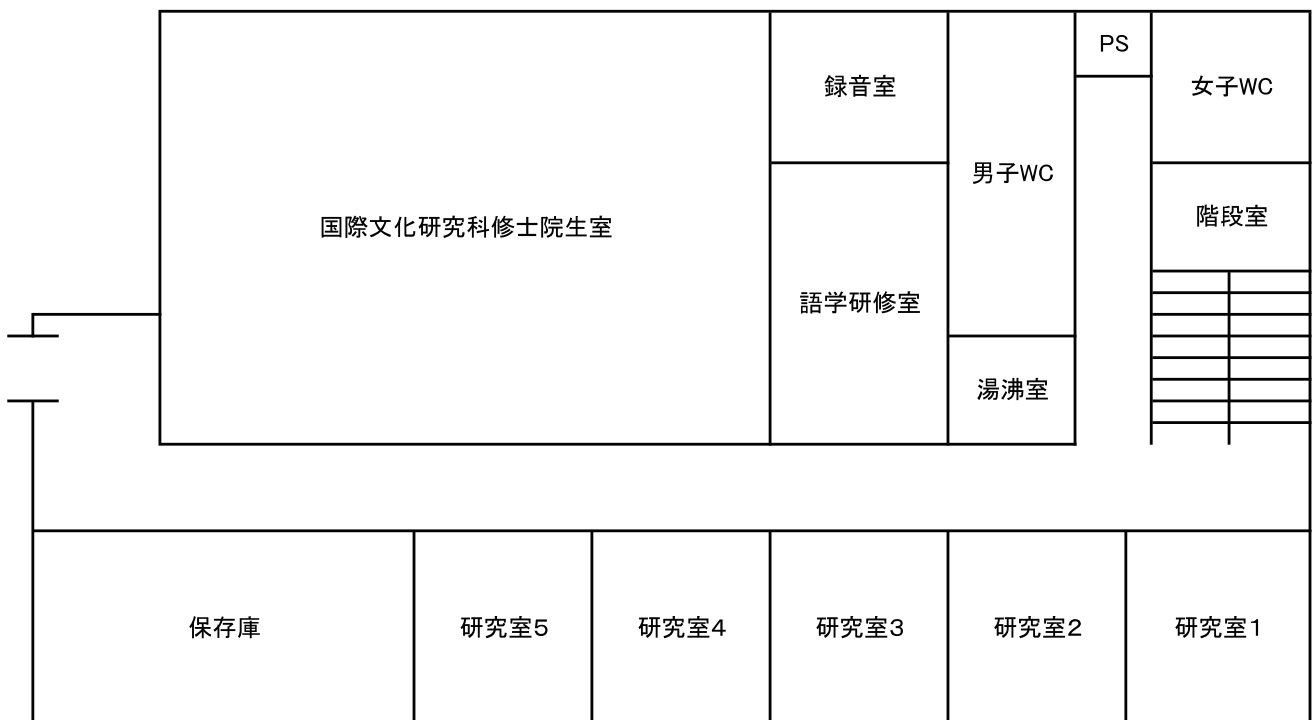 PS
録音室
女子WC
男子WC
階段室
国際文化研究科修士院生室
語学研修室
湯沸室
保存庫
研究室5
研究室4
研究室3
研究室2
研究室1